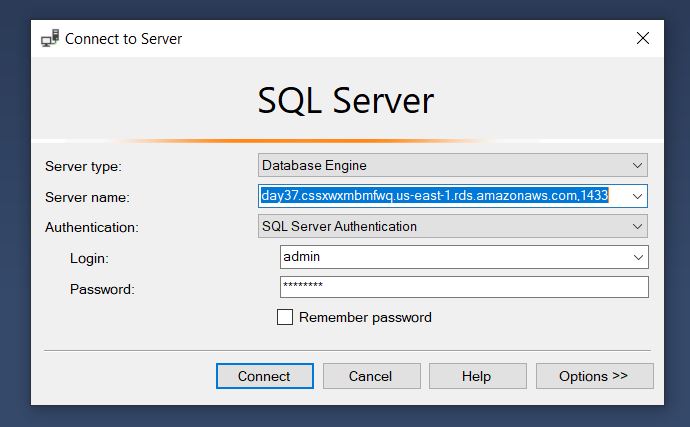 Connect to Server
SQL Server
Server type: Database Engine
Server name: day37.cssxwxmbmfwq.us-east-1.rds.amazonaws.com,1433
Authentication: SQL Server Authentication
Login: admin
Password: ********
Remember password
Connect Cancel Help Options >>